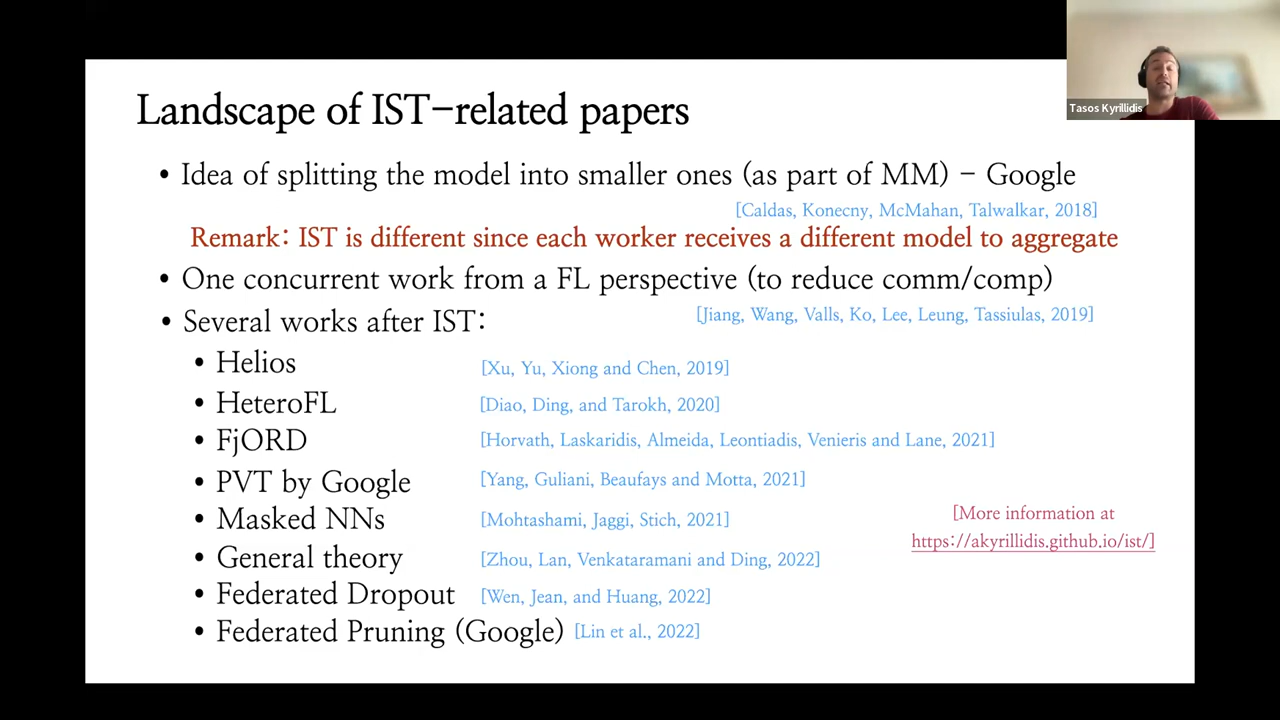 Tasos Kyrillidis
Landscape of IST-related papers
• Idea of splitting the model into smaller ones (as part of MM) - Google
[Caldas, Konecny, McMahan, Talwalkar, 2018]
Remark: IST is different since each worker receives a different model to aggregate
• One concurrent work from a FL perspective (to reduce comm/comp)
[Jiang, Wang, Valls, Ko, Lee, Leung, Tassiulas, 2019]
• Several works after IST:
• Helios [Xu, Yu, Xiong and Chen, 2019]
• HeteroFL [Diao, Ding, and Tarokh, 2020]
• FjORD [Horvath, Laskaridis, Almeida, Leontiadis, Venieris and Lane, 2021]
• PVT by Google [Yang, Guliani, Beaufays and Motta, 2021]
• Masked NNs [Mohtashami, Jaggi, Stich, 2021]
• General theory [Zhou, Lan, Venkataramani and Ding, 2022]
• Federated Dropout [Wen, Jean, and Huang, 2022]
• Federated Pruning (Google) [Lin et al., 2022]
[More information at
https://akyrillidis.github.io/ist/]